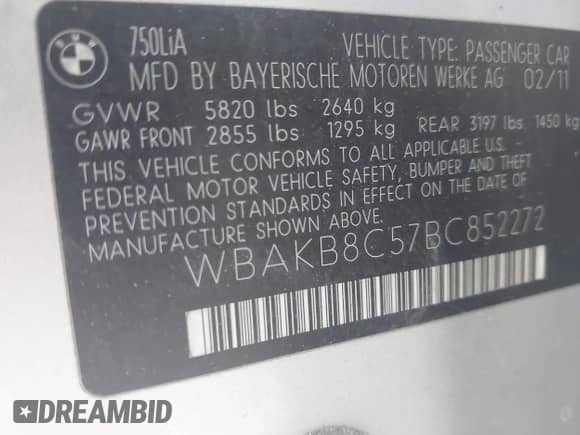 BMW
750LiA
VEHICLE TYPE: PASSENGER CAR
MFD BY BAYERISCHE MOTOREN WERKE AG 02/11
GVWR 5820 lbs 2640 kg
GAWR FRONT 2855 lbs 1295 kg REAR 3197 lbs 1450 kg
THIS VEHICLE CONFORMS TO ALL APPLICABLE U.S.
FEDERAL MOTOR VEHICLE SAFETY, BUMPER AND THEFT
PREVENTION STANDARDS IN EFFECT ON THE DATE OF
MANUFACTURE SHOWN ABOVE.
WBAKB8C57BC852272
DREAMBID